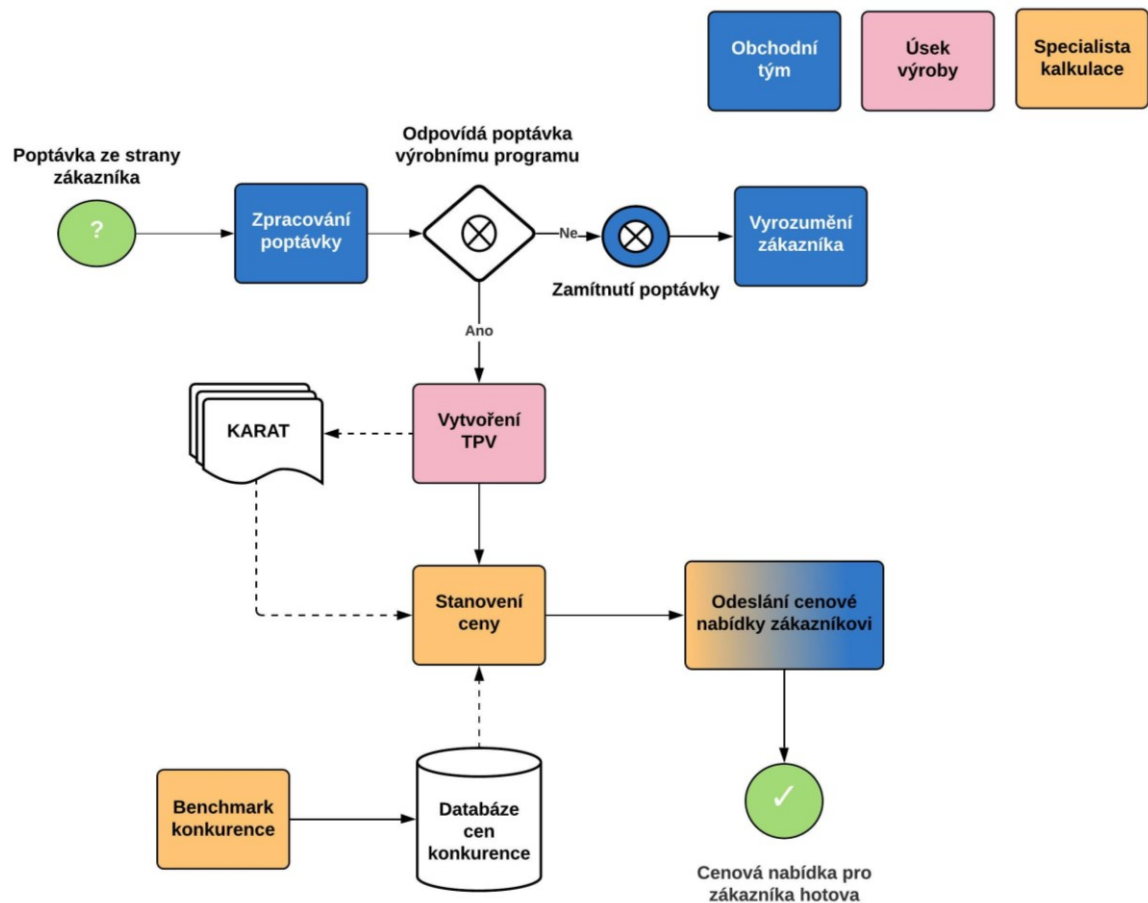 Obchodní
tým
Úsek
výroby
Specialista
kalkulace
Poptávka ze strany
zákazníka
?
Zpracování
poptávky
Odpovídá poptávka
výrobnímu programu
Ne
Zamítnutí poptávky
Vyrozumění
zákazníka
Ano
KARAT
Vytvoření
TPV
Stanovení
ceny
Odeslání cenové
nabídky zákazníkovi
Benchmark
konkurence
Databáze
cen
konkurence
✓
Cenová nabídka pro
zákazníka hotova